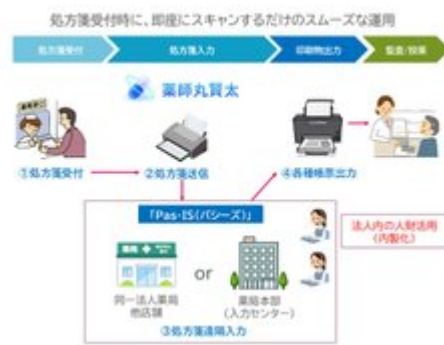 処方箋受付時に、即座にスキャンするだけのスムーズな運用
処方箋受付
処方箋入力
印刷物出力
監査/投薬
薬師丸賢太
①処方箋受付
②処方箋送信
④各種帳票出力
「Pas-IS(パシーズ)」
法人内の人財活用
(内製化)
薬局
or
同一法人薬局
他店舗
薬局本部
(入力センター)
③処方箋遠隔入力